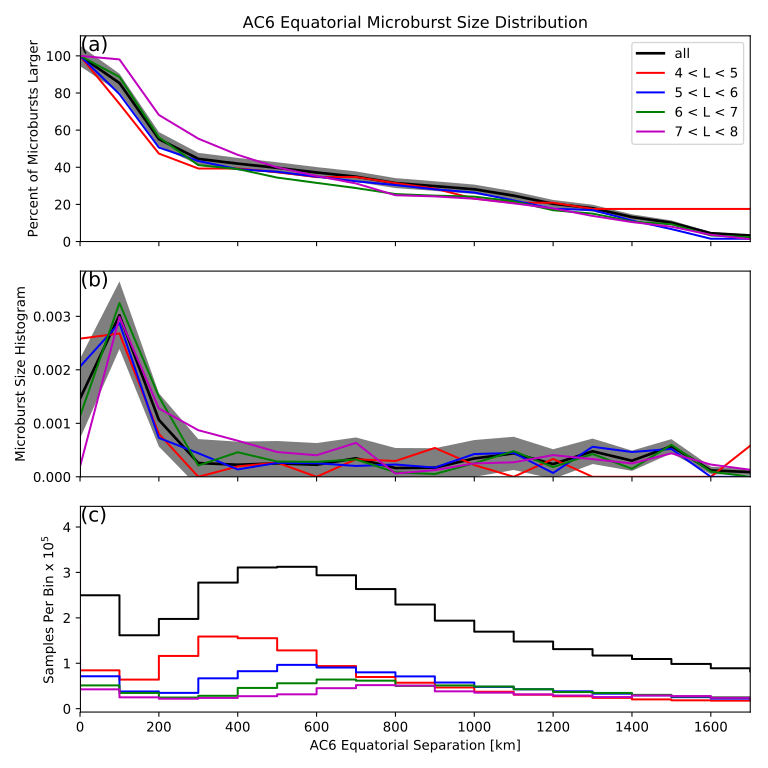 AC6 Equatorial Microburst Size Distribution
(a)
Percent of Microbursts Larger
100
80
60
40
20
0
all
4 < L < 5
5 < L < 6
6 < L < 7
7 < L < 8
(b)
Microburst Size Histogram
0.003
0.002
0.001
0.000
(c)
Samples Per Bin x 10⁵
4
3
2
1
0
0 200 400 600 800 1000 1200 1400 1600
AC6 Equatorial Separation [km]